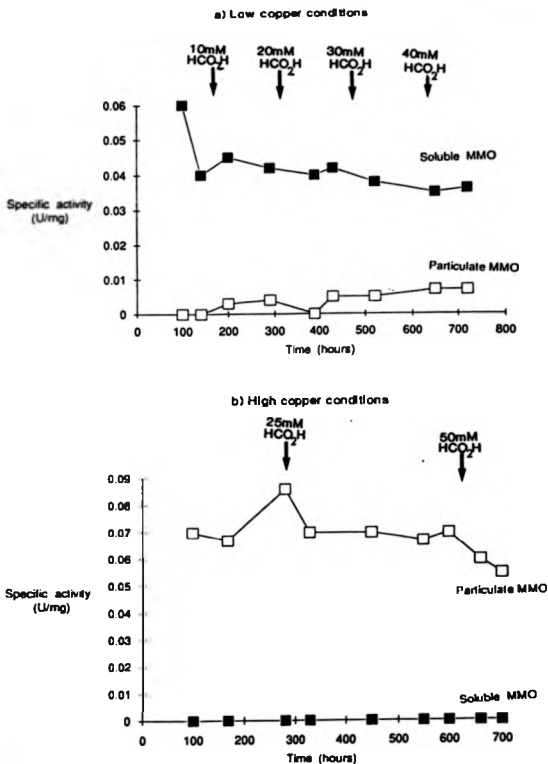 a) Low copper conditions
10mM 20mM 30mM 40mM
HCO2H HCO2H HCO2H HCO2H
0.06
0.05
Soluble MMO
0.04
Specific activity
(U/mg)
0.03
0.02
Particulate MMO
0.01
0
0 100 200 300 400 500 600 700 800
Time (hours)
b) High copper conditions
25mM 50mM
HCO2H HCO2H
0.09
0.08
0.07
0.06
Particulate MMO
0.05
Specific activity
(U/mg)
0.04
0.03
0.02
0.01
Soluble MMO
0
0 100 200 300 400 500 600 700
Time (hours)